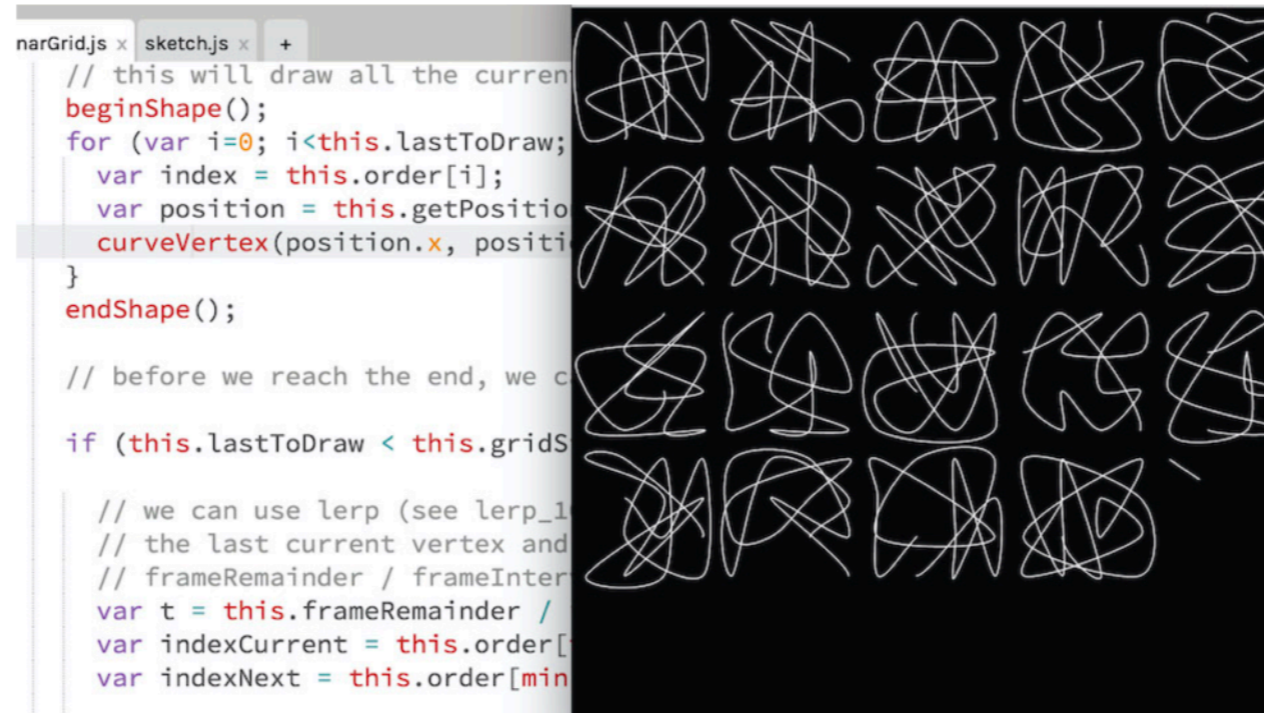 narGrid.js x sketch.js x +
// this will draw all the curren
beginShape();
for (var i=0; i<this.lastToDraw;
var index = this.order[i];
var position = this.getPositio
curveVertex(position.x, positi
}
endShape();
// before we reach the end, we c
if (this.lastToDraw < this.gridS
// we can use lerp (see lerp_1
// the last current vertex and
// frameRemainder / frameInter
var t = this.frameRemainder /
var indexCurrent = this.order[
var indexNext = this.order[min